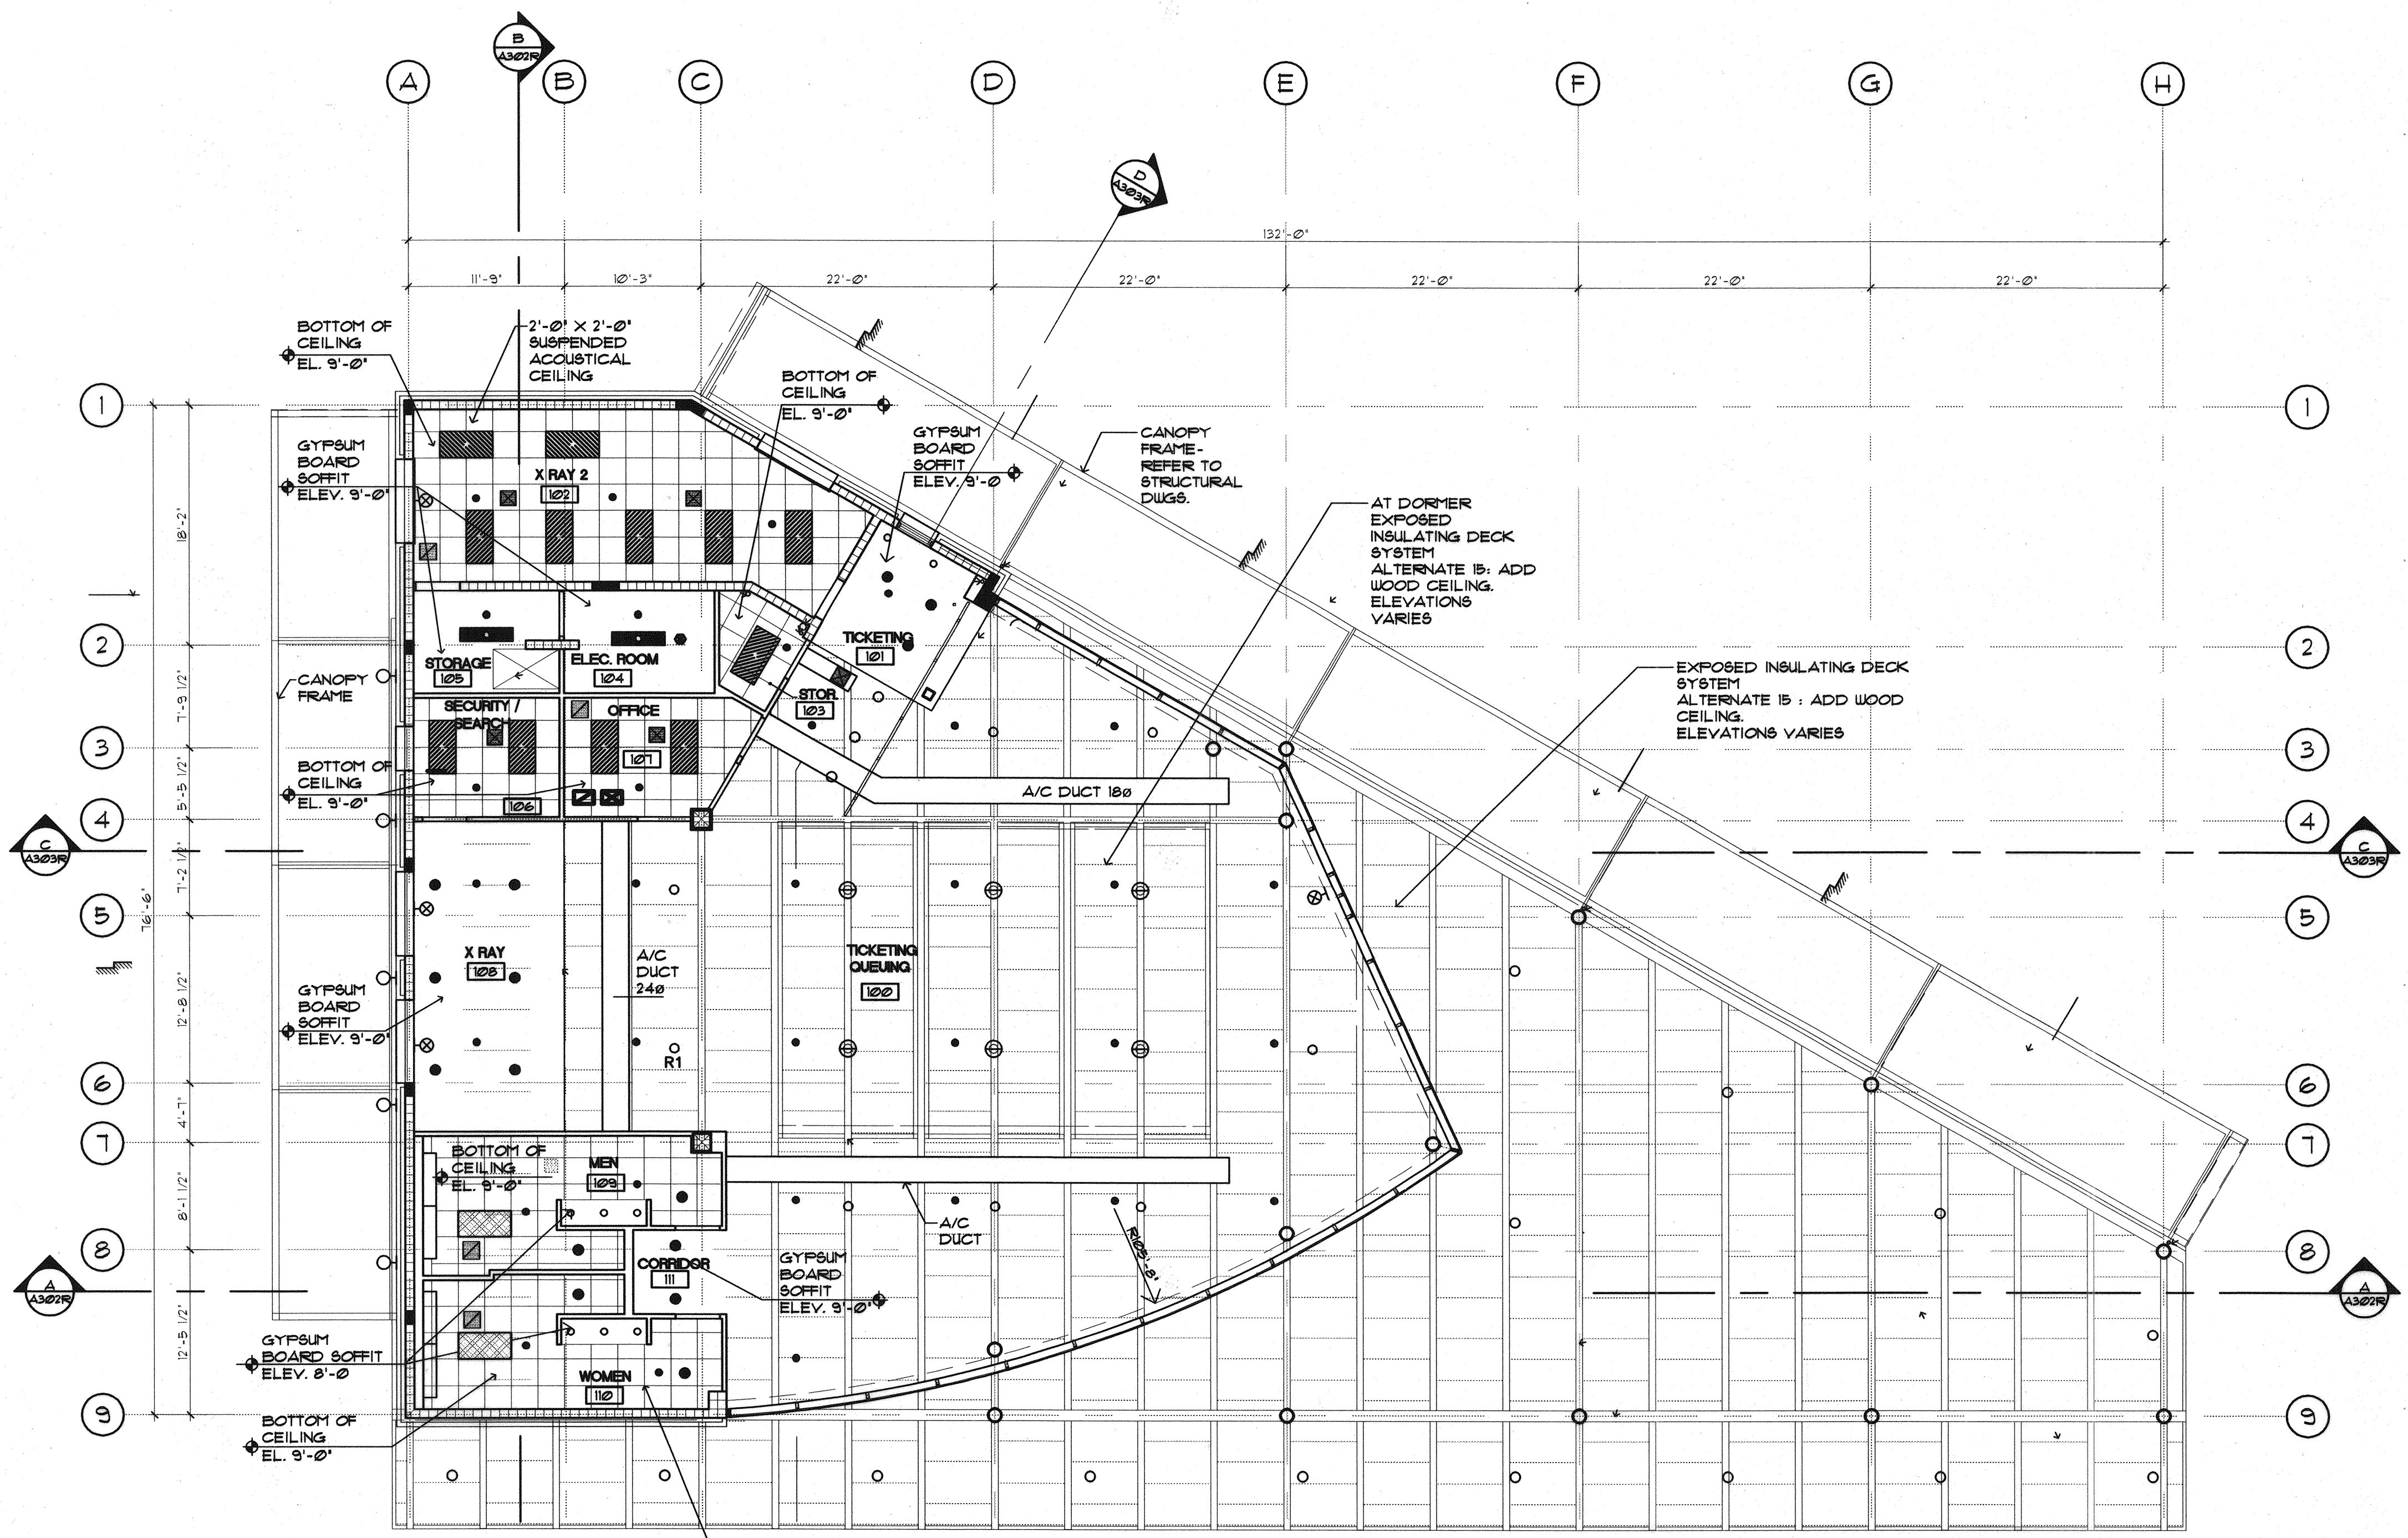 B
A302R
A
B
C
D
E
F
G
H
D
A303R
132'-0"
11'-9"
10'-3"
22'-0"
22'-0"
22'-0"
22'-0"
22'-0"
BOTTOM OF
CEILING
EL. 9'-0"
2'-0" X 2'-0"
SUSPENDED
ACOUSTICAL
CEILING
BOTTOM OF
CEILING
EL. 9'-0"
GYPSUM
BOARD
SOFFIT
ELEV. 9'-0
CANOPY
FRAME-
REFER TO
STRUCTURAL
DWGS.
1
1
GYPSUM
BOARD
SOFFIT
ELEV. 9'-0"
X RAY 2
102
AT DORMER
EXPOSED
INSULATING DECK
SYSTEM
ALTERNATE 15: ADD
WOOD CEILING.
ELEVATIONS
VARIES
18'-2"
2
2
STORAGE
105
ELEC. ROOM
104
TICKETING
101
STOR.
103
CANOPY
FRAME
EXPOSED INSULATING DECK
SYSTEM
ALTERNATE 15 : ADD WOOD
CEILING.
ELEVATIONS VARIES
7'-9 1/2"
SECURITY /
SEARCH
106
OFFICE
107
3
3
BOTTOM OF
CEILING
EL. 9'-0"
5'-5 1/2"
A/C DUCT 18ø
4
4
C
A303R
C
A303R
7'-2 1/2"
76'-6"
5
5
X RAY
108
A/C
DUCT
24ø
TICKETING
QUEUING
100
GYPSUM
BOARD
SOFFIT
ELEV. 9'-0"
12'-8 1/2"
R1
6
6
4'-7"
7
7
BOTTOM OF
CEILING
EL. 9'-0"
MEN
109
8'-1 1/2"
A/C
DUCT
R105'-8"
8
8
CORRIDOR
111
GYPSUM
BOARD
SOFFIT
ELEV. 9'-0"
A
A302R
A
A302R
12'-5 1/2"
GYPSUM
BOARD SOFFIT
ELEV. 8'-0
WOMEN
110
9
9
BOTTOM OF
CEILING
EL. 9'-0"